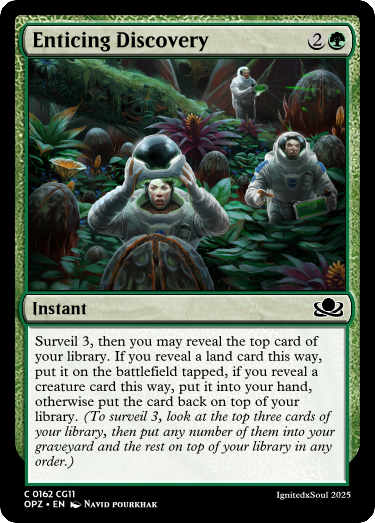 Enticing Discovery 2
Instant
Surveil 3, then you may reveal the top card of
your library. If you reveal a land card this way,
put it on the battlefield tapped, if you reveal a
creature card this way, put it into your hand,
otherwise put the card back on top of your
library. (To surveil 3, look at the top three cards of
your library, then put any number of them into your
graveyard and the rest on top of your library in any
order.)
C 0162 CG11
OPZ • EN NAVID POURKHAK
IgnitedxSoul 2025